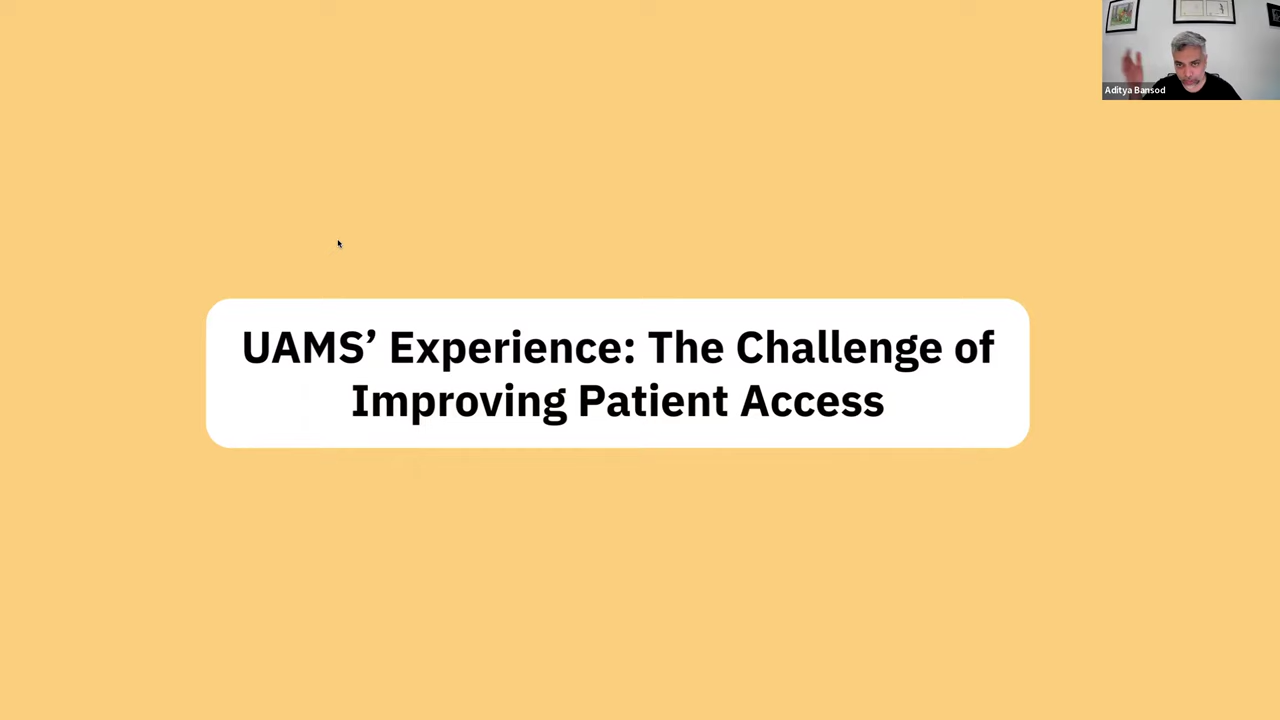 Aditya Bansod
UAMS’ Experience: The Challenge of
Improving Patient Access